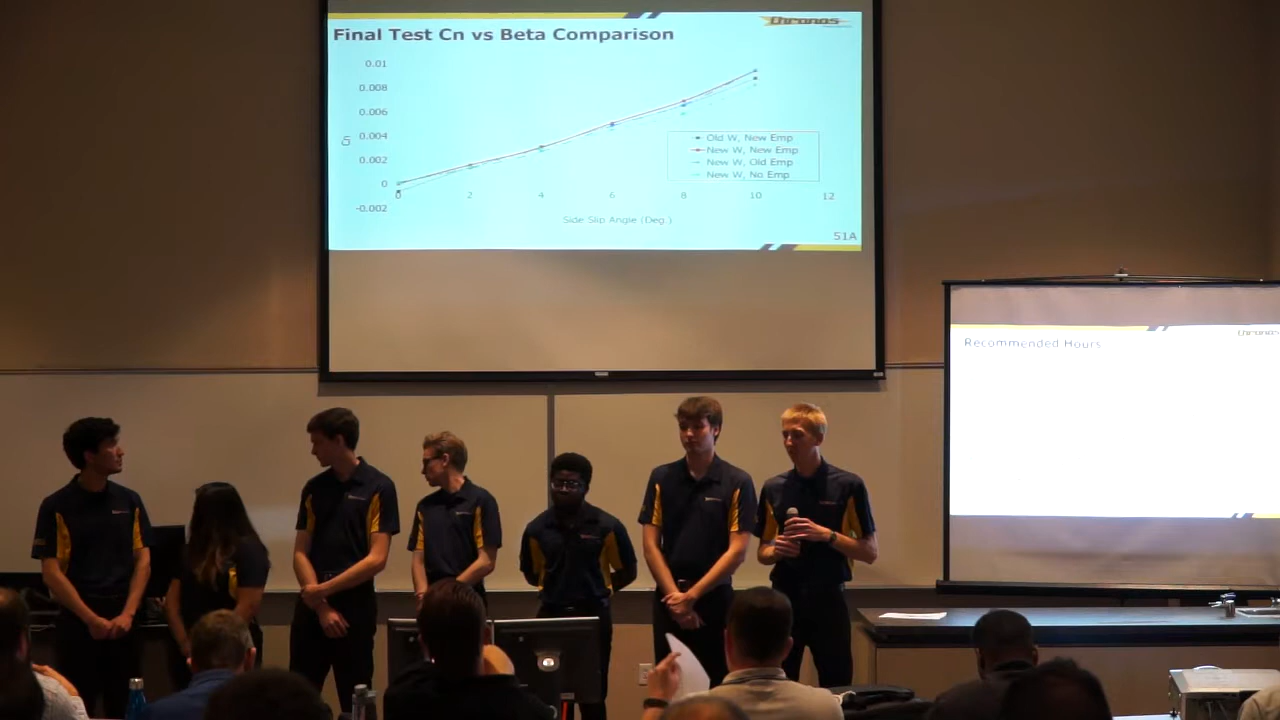 Chronos
Final Test Cn vs Beta Comparison
0.01
0.008
0.006
0.004
0.002
0
-0.002
0
2
4
6
8
10
12
Old W, New Emp
New W, New Emp
New W, Old Emp
New W, No Emp
Side Slip Angle (Deg.)
51A
Chronos
Recommended Hours